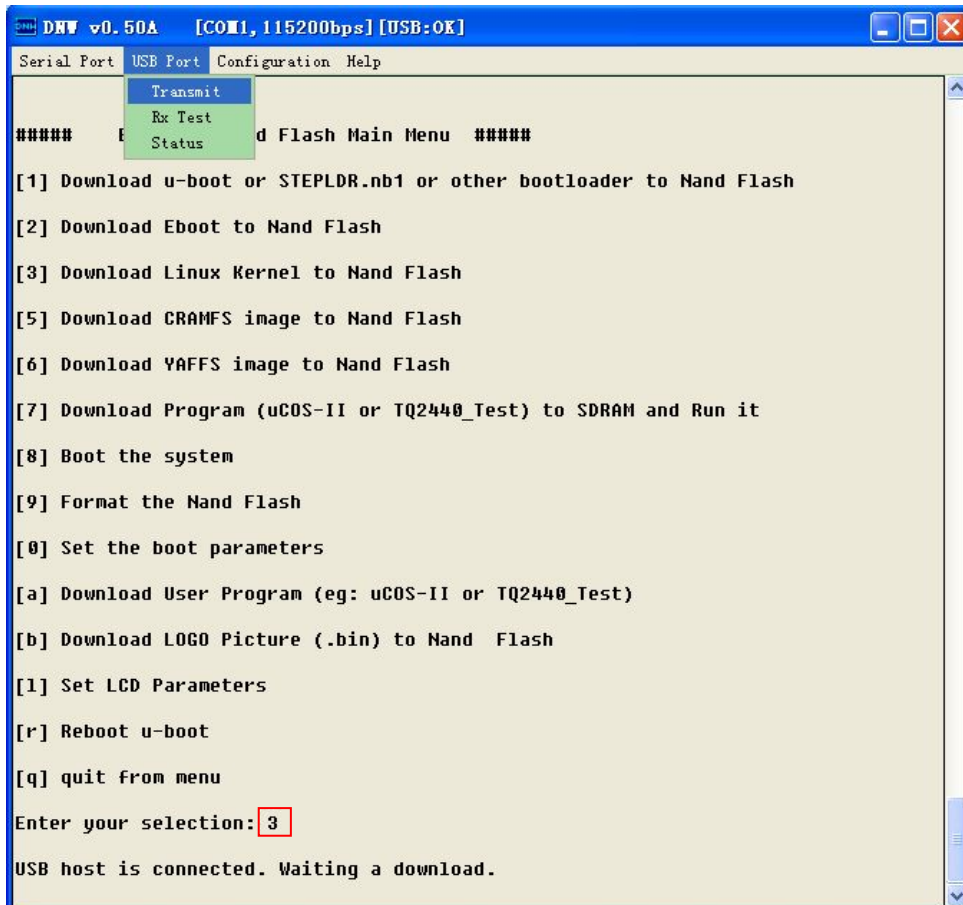 DNW v0.50A [COM1,115200bps][USB:OK]
Serial Port USB Port Configuration Help
Transmit
Rx Test
Status
##### d Flash Main Menu #####
[1] Download u-boot or STEPLDR.nb1 or other bootloader to Nand Flash
[2] Download Eboot to Nand Flash
[3] Download Linux Kernel to Nand Flash
[5] Download CRAMFS image to Nand Flash
[6] Download YAFFS image to Nand Flash
[7] Download Program (uCOS-II or TQ2440_Test) to SDRAM and Run it
[8] Boot the system
[9] Format the Nand Flash
[0] Set the boot parameters
[a] Download User Program (eg: uCOS-II or TQ2440_Test)
[b] Download LOGO Picture (.bin) to Nand  Flash
[l] Set LCD Parameters
[r] Reboot u-boot
[q] quit from menu
Enter your selection: 3
USB host is connected. Waiting a download.